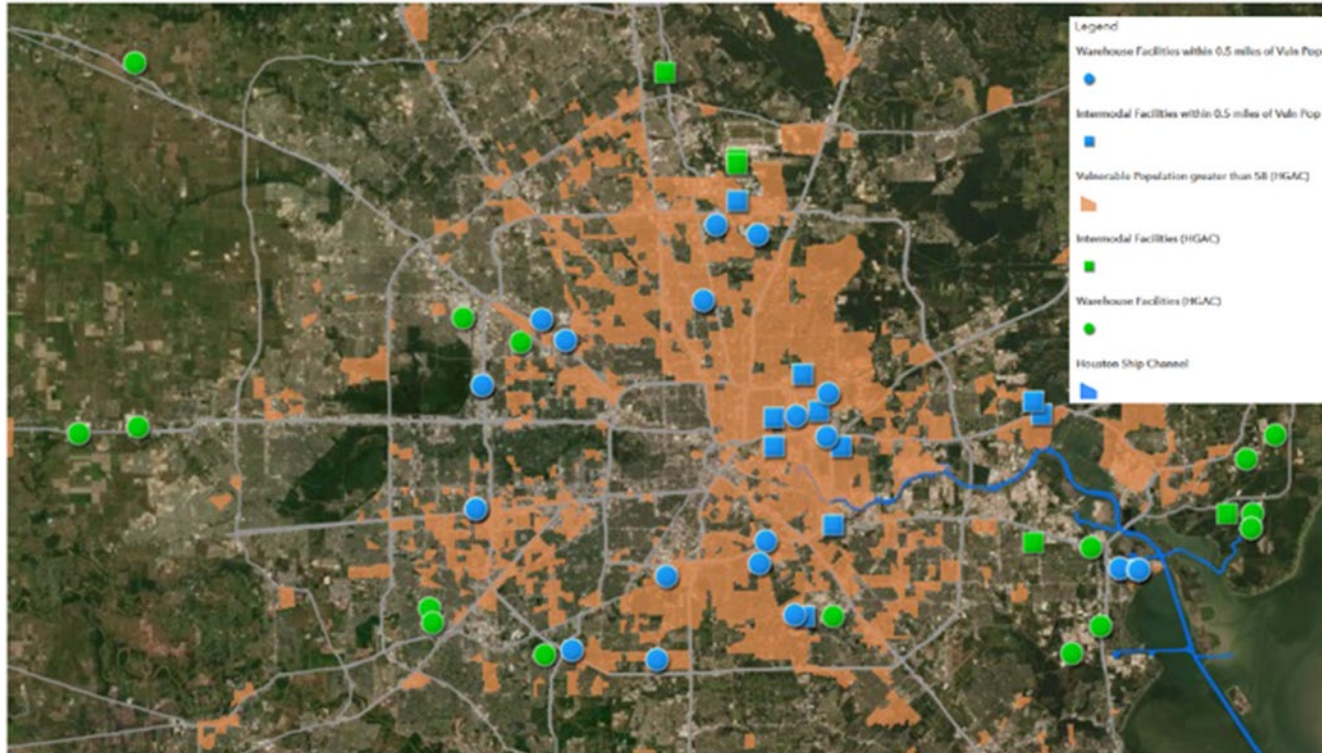 Legend
Warehouse Facilities within 0.5 miles of Vuln Pop
Intermodal Facilities within 0.5 miles of Vuln Pop
Vulnerable Population greater than 58 (HGAC)
Intermodal Facilities (HGAC)
Warehouse Facilities (HGAC)
Houston Ship Channel